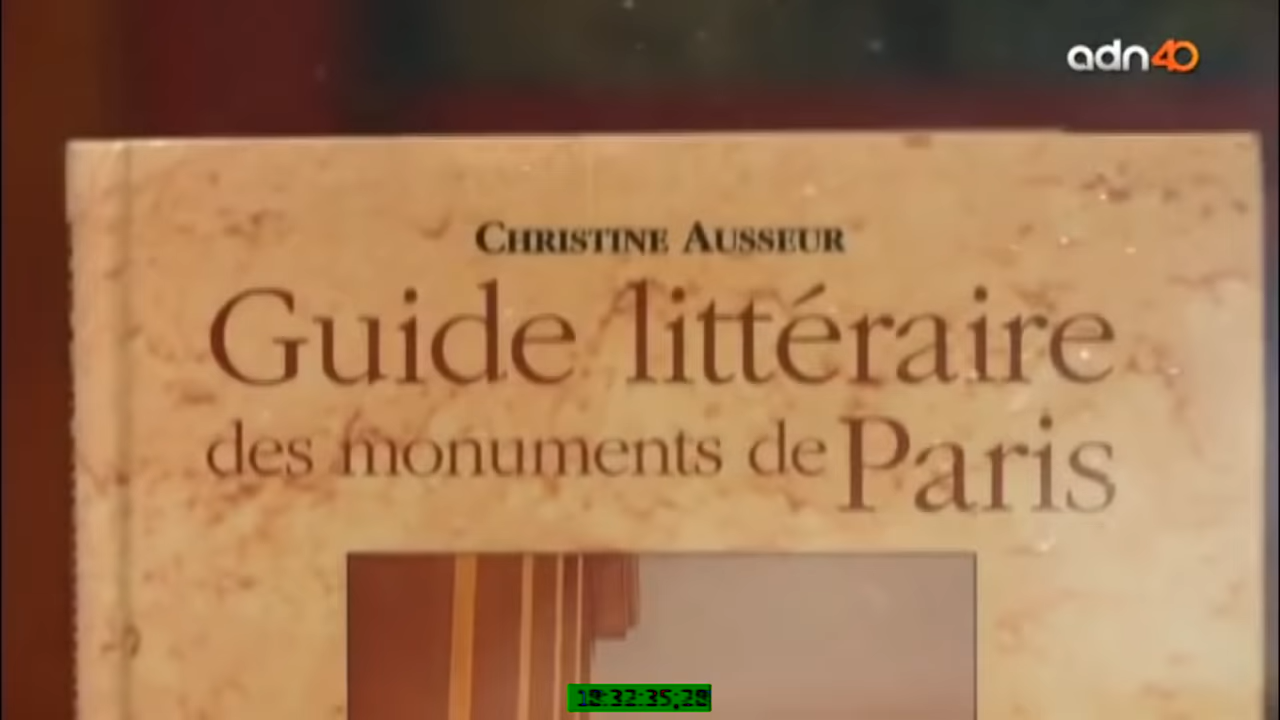 adn40
CHRISTINE AUSSEUR
Guide littéraire
des monuments de Paris
18:32:35;28